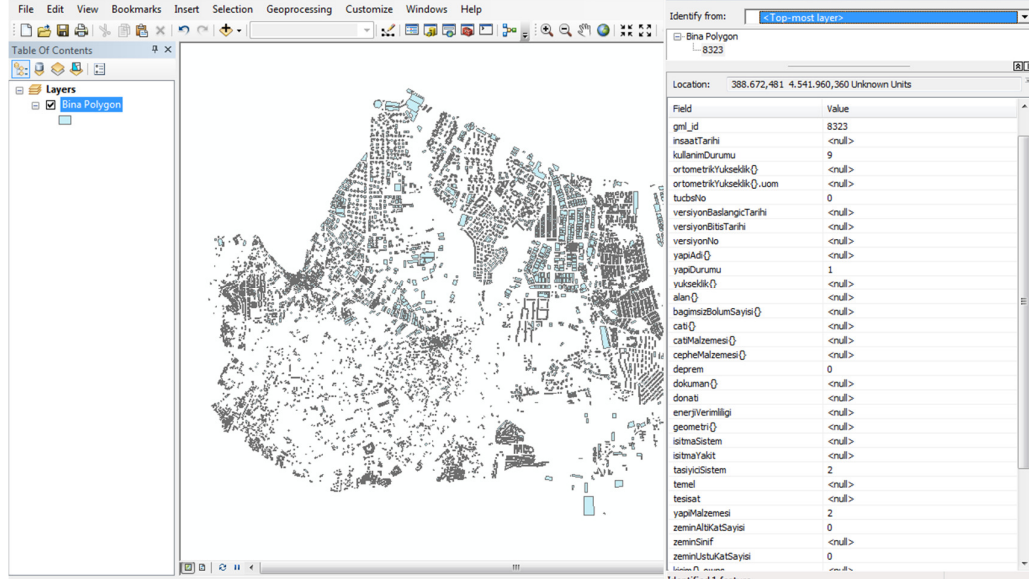 File Edit View Bookmarks Insert Selection Geoprocessing Customize Windows Help
Table Of Contents
Layers
Bina Polygon
Identify from: <Top-most layer>
Bina Polygon
8323
Location: 388.672,481 4.541.960,360 Unknown Units
Field Value
gml_id 8323
insaatTarihi <null>
kullanimDurumu 9
ortometrikYukseklik{} <null>
ortometrikYukseklik{}.uom <null>
tucbsNo 0
versiyonBaslangicTarihi <null>
versiyonBitisTarihi <null>
versiyonNo <null>
yapiAdi{} <null>
yapiDurumu 1
yukseklik{} <null>
alan{} <null>
bagimsizBolumSayisi{} <null>
cati{} <null>
catiMalzemesi{} <null>
cepheMalzemesi{} <null>
deprem 0
dokuman{} <null>
donati <null>
enerjiVerimliligi <null>
geometri{} <null>
isitmaSistem <null>
isitmaYakit <null>
tasiyiciSistem 2
temel <null>
tesisat <null>
yapiMalzemesi 2
zeminAltiKatSayisi 0
zeminSinif <null>
zeminUstuKatSayisi 0